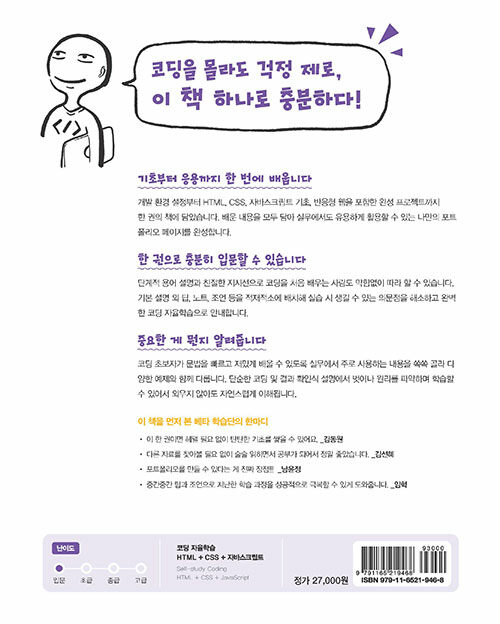 코딩을 몰라도 걱정 제로,
이 책 하나로 충분하다!
</>
기초부터 응용까지 한 번에 배웁니다
개발 환경 설정부터 HTML, CSS, 자바스크립트 기초, 반응형 웹을 포함한 완성 프로젝트까지
한 권의 책에 담았습니다. 배운 내용을 모두 담아 실무에서도 유용하게 활용할 수 있는 나만의 포트
폴리오 페이지를 완성합니다.
한 권으로 충분히 입문할 수 있습니다
단계적 용어 설명과 친절한 지시선으로 코딩을 처음 배우는 사람도 막힘없이 따라 할 수 있습니다.
기본 설명 외 팁, 노트, 조언 등을 적재적소에 배치해 실습 시 생길 수 있는 의문점을 해소하고 완벽
한 코딩 자율학습으로 안내합니다.
중요한 게 뭔지 알려줍니다
코딩 초보자가 문법을 빠르고 재밌게 배울 수 있도록 실무에서 주로 사용하는 내용을 쏙쏙 골라 다
양한 예제와 함께 다룹니다. 단순한 코딩 및 결과 확인식 설명에서 벗어나 원리를 파악하며 학습할
수 있어서 외우지 않아도 자연스럽게 이해됩니다.
이 책을 먼저 본 베타 학습단의 한마디
• 이 한 권이면 헤맬 필요 없이 탄탄한 기초를 쌓을 수 있어요. _김동원
• 다른 자료를 찾아볼 필요 없이 술술 읽히면서 공부가 되어서 정말 좋았습니다. _김선혜
• 포트폴리오를 만들 수 있다는 게 진짜 장점! _남윤정
• 중간중간 팁과 조언으로 지난한 학습 과정을 성공적으로 극복할 수 있게 도와줍니다. _임혁
난이도
입문 초급 중급 고급
코딩 자율학습
HTML + CSS + 자바스크립트
Self-study Coding
HTML + CSS + JavaScript
정가 27,000원
93000
9 791165 219468
ISBN 979-11-6521-946-8